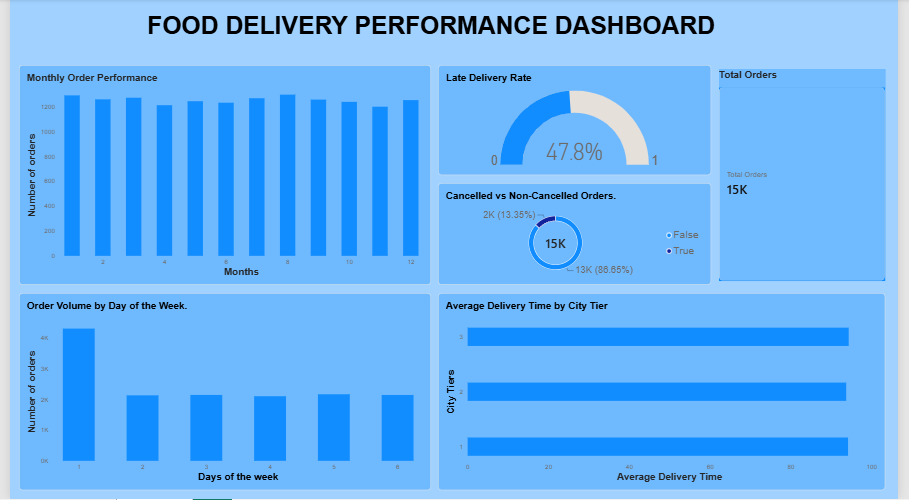 FOOD DELIVERY PERFORMANCE DASHBOARD
Monthly Order Performance
Number of orders
1200
1000
800
600
400
200
0
2
4
6
8
10
12
Months
Late Delivery Rate
47.8%
0
1
Total Orders
Total Orders
15K
Cancelled vs Non-Cancelled Orders.
2K (13.35%)
15K
13K (86.65%)
False
True
Order Volume by Day of the Week.
Number of orders
4K
3K
2K
1K
0K
1
2
3
4
5
6
Days of the week
Average Delivery Time by City Tier
City Tiers
3
2
1
0
20
40
60
80
100
Average Delivery Time